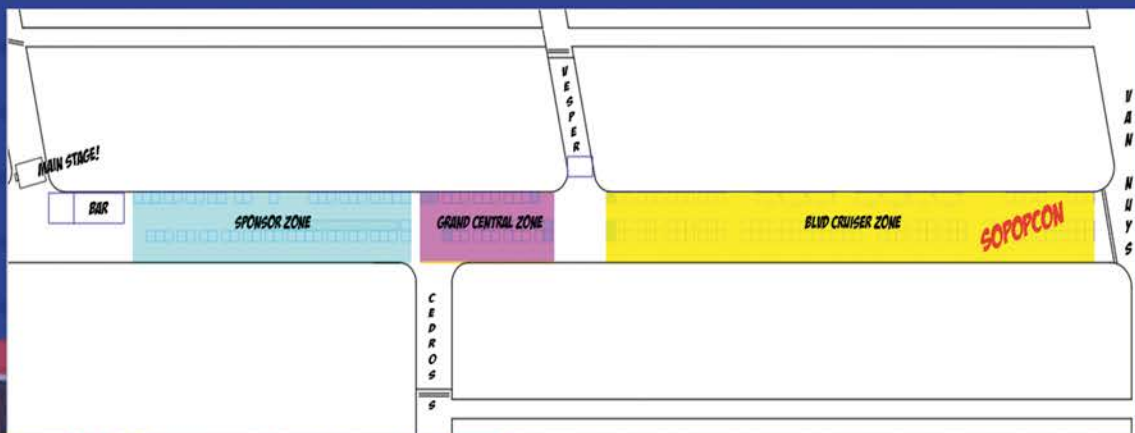 VESPER
VAN NUYS
MAIN STAGE!
BAR
SPONSOR ZONE
GRAND CENTRAL ZONE
BLVD CRUISER ZONE
SOPOPCON
CEDROS
S